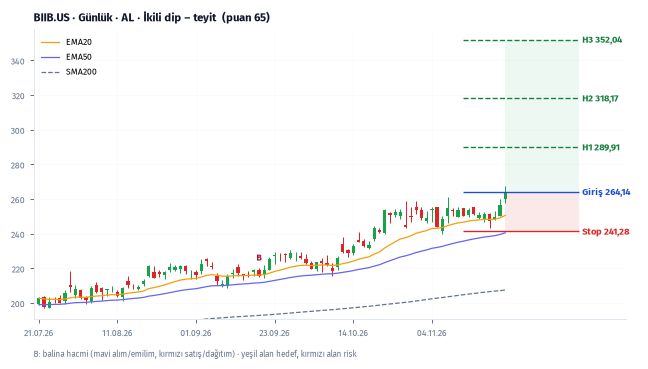 BIIB.US · Günlük · AL · İkili dip – teyit  (puan 65)
EMA20
EMA50
SMA200
H3 352,04
H2 318,17
H1 289,91
Giriş 264,14
Stop 241,28
B
340
320
300
280
260
240
220
200
21.07.26
11.08.26
01.09.26
23.09.26
14.10.26
04.11.26
B: balina hacmi (mavi alım/emilim, kırmızı satış/dağıtım) · yeşil alan hedef, kırmızı alan risk